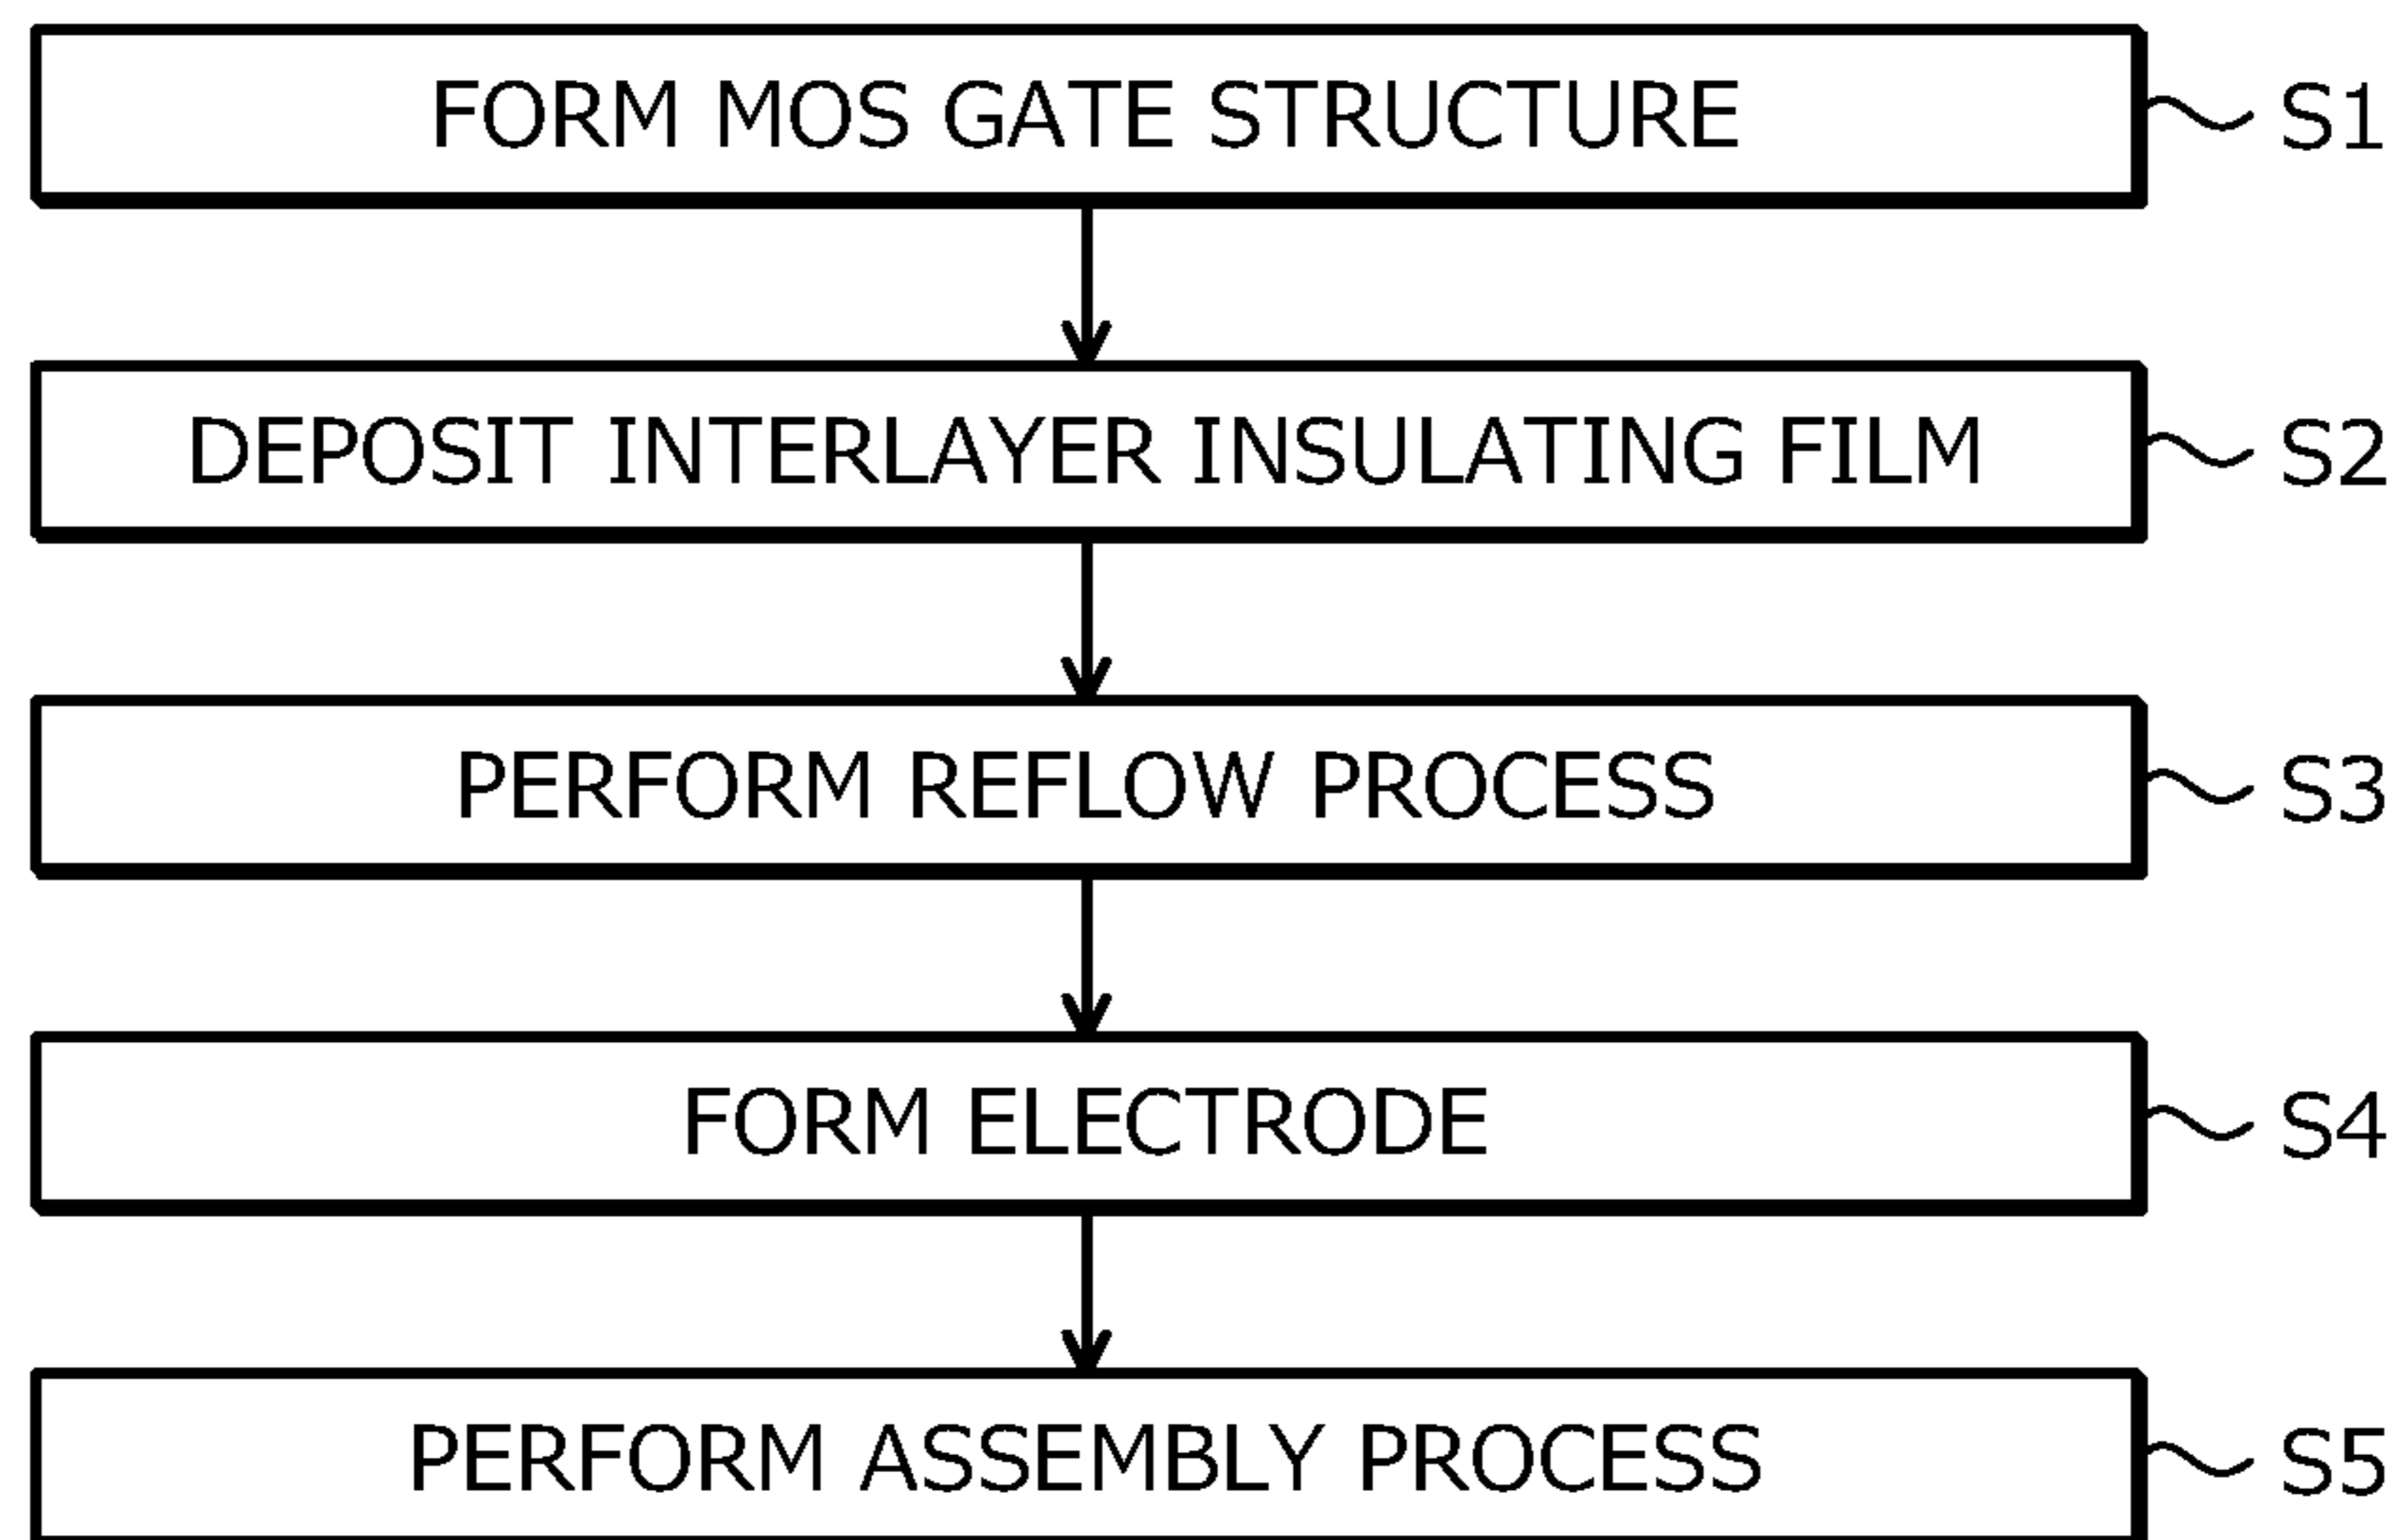 FORM MOS GATE STRUCTURE S1
DEPOSIT INTERLAYER INSULATING FILM S2
PERFORM REFLOW PROCESS S3
FORM ELECTRODE S4
PERFORM ASSEMBLY PROCESS S5